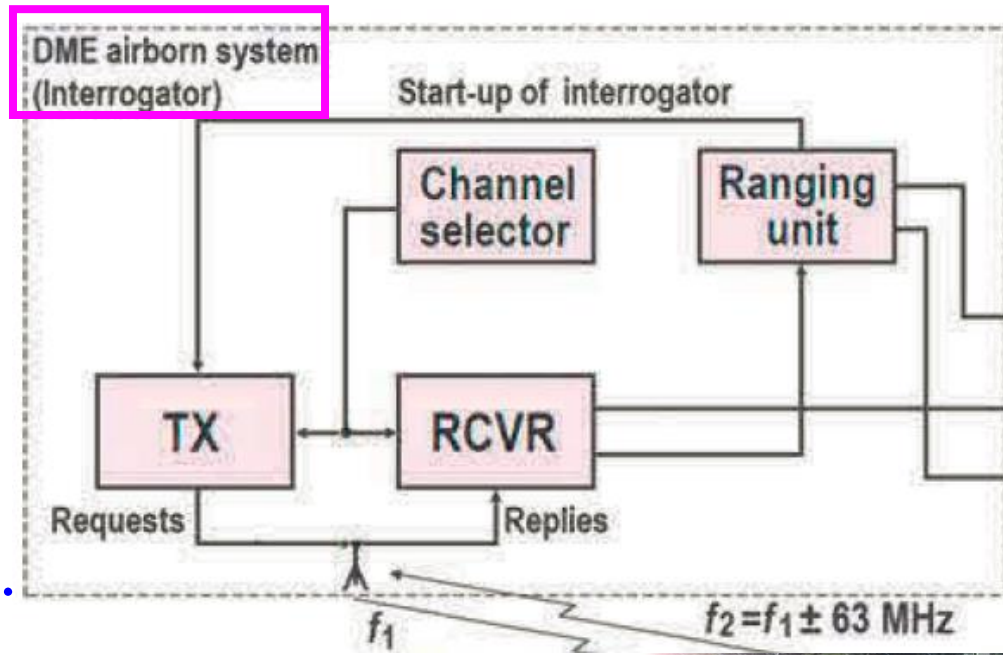 DME airborn system
(Interrogator)
Start-up of interrogator
Channel
selector
Ranging
unit
TX
RCVR
Requests
Replies
f1
f2=f1± 63 MHz